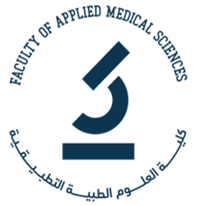 FACULTY OF APPLIED MEDICAL SCIENCES
كلية العلوم الطبية التطبيقية